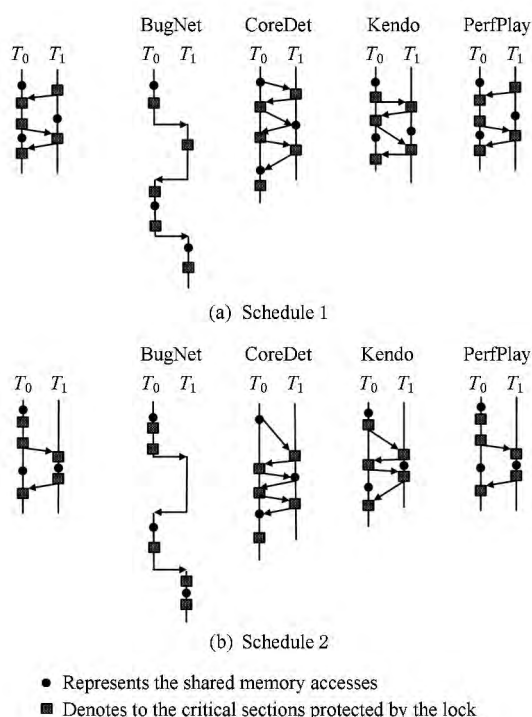 BugNet CoreDet Kendo PerfPlay
T0 T1 T0 T1 T0 T1 T0 T1 T0 T1
(a) Schedule 1
BugNet CoreDet Kendo PerfPlay
T0 T1 T0 T1 T0 T1 T0 T1 T0 T1
(b) Schedule 2
Represents the shared memory accesses
Denotes to the critical sections protected by the lock